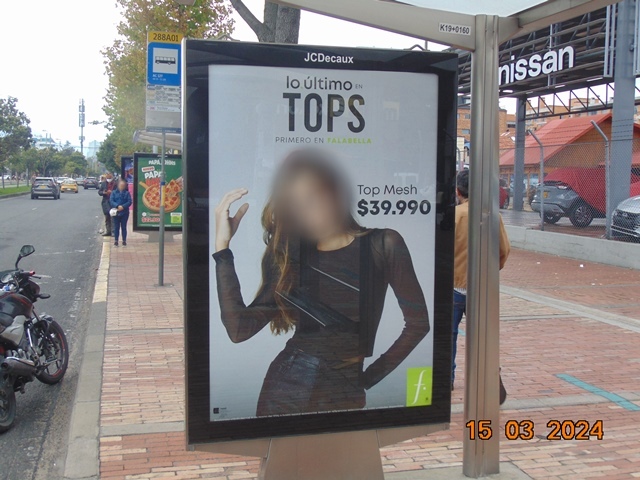 K19+0160
288A01
JCDecaux
nissan
lo último EN
TOPS
PRIMERO EN FALABELLA
Top Mesh
$39.990
PAPA
f.
15 03 2024